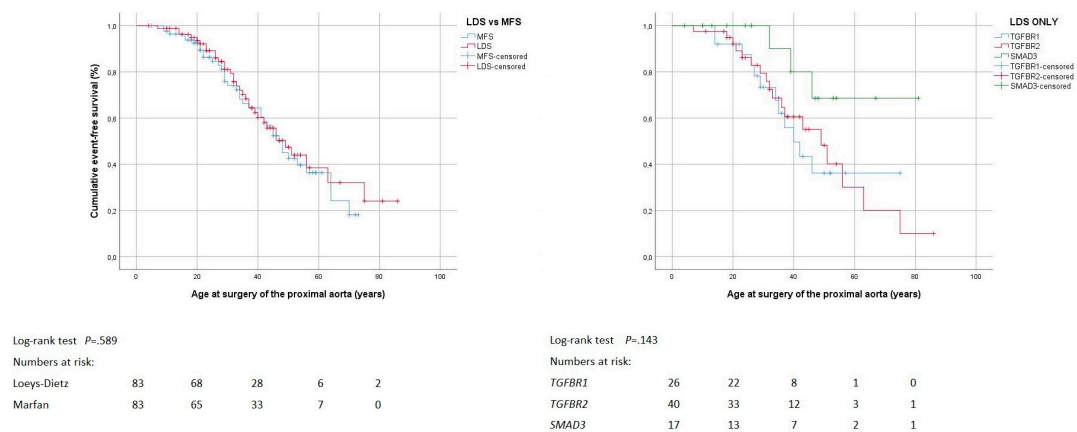 LDS vs MFS
MFS
LDS
MFS-censored
LDS-censored
Cumulative event-free survival (%)
1,0
0,8
0,6
0,4
0,2
0,0
0 20 40 60 80 100
Age at surgery of the proximal aorta (years)
Log-rank test P=.589
Numbers at risk:
Loeys-Dietz 83 68 28 6 2
Marfan 83 65 33 7 0
LDS ONLY
TGFBR1
TGFBR2
SMAD3
TGFBR1-censored
TGFBR2-censored
SMAD3-censored
1,0
0,8
0,6
0,4
0,2
0,0
0 20 40 60 80 100
Age at surgery of the proximal aorta (years)
Log-rank test P=.143
Numbers at risk:
TGFBR1 26 22 8 1 0
TGFBR2 40 33 12 3 1
SMAD3 17 13 7 2 1